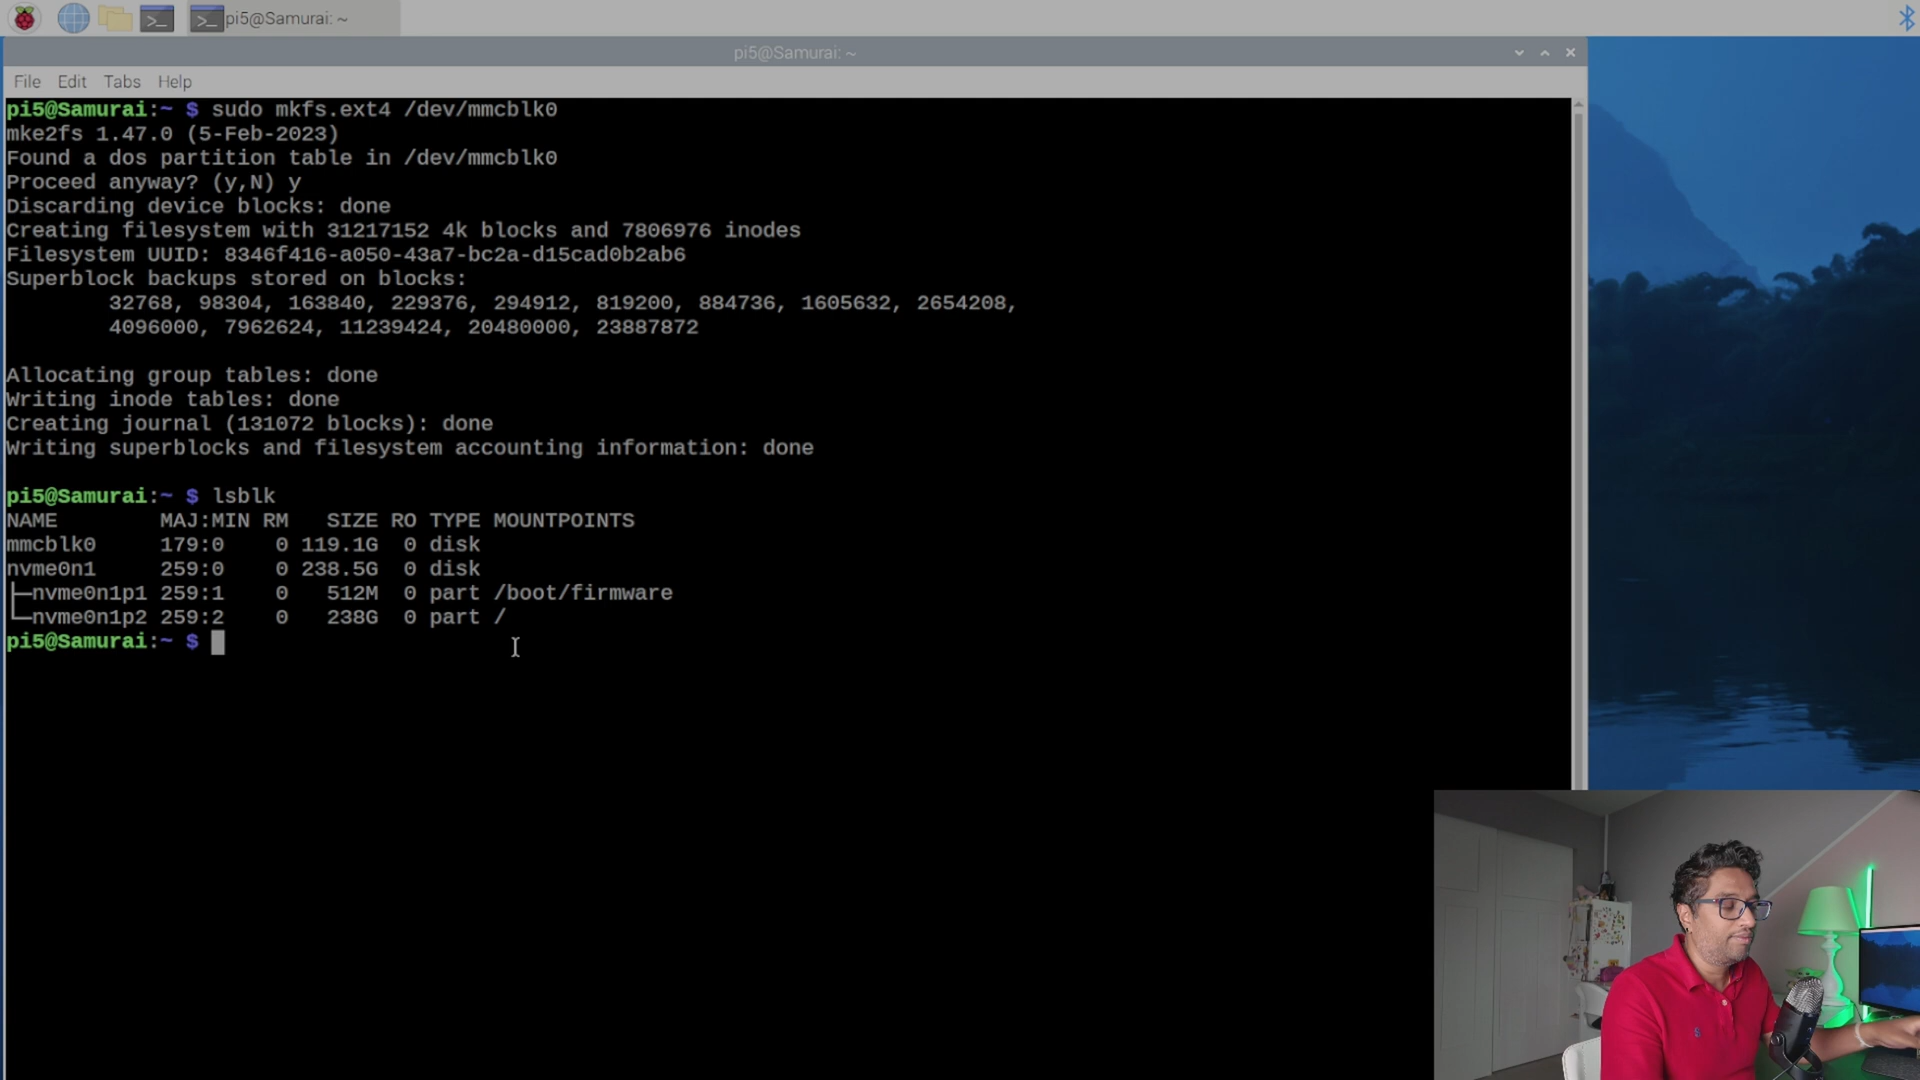 pi5@Samurai: ~
pi5@Samurai: ~
File Edit Tabs Help
pi5@Samurai:~ $ sudo mkfs.ext4 /dev/mmcblk0
mke2fs 1.47.0 (5-Feb-2023)
Found a dos partition table in /dev/mmcblk0
Proceed anyway? (y,N) y
Discarding device blocks: done
Creating filesystem with 31217152 4k blocks and 7806976 inodes
Filesystem UUID: 8346f416-a050-43a7-bc2a-d15cad0b2ab6
Superblock backups stored on blocks:
32768, 98304, 163840, 229376, 294912, 819200, 884736, 1605632, 2654208,
4096000, 7962624, 11239424, 20480000, 23887872
Allocating group tables: done
Writing inode tables: done
Creating journal (131072 blocks): done
Writing superblocks and filesystem accounting information: done
pi5@Samurai:~ $ lsblk
NAME MAJ:MIN RM SIZE RO TYPE MOUNTPOINTS
mmcblk0 179:0 0 119.1G 0 disk
nvme0n1 259:0 0 238.5G 0 disk
├─nvme0n1p1 259:1 0 512M 0 part /boot/firmware
└─nvme0n1p2 259:2 0 238G 0 part /
pi5@Samurai:~ $